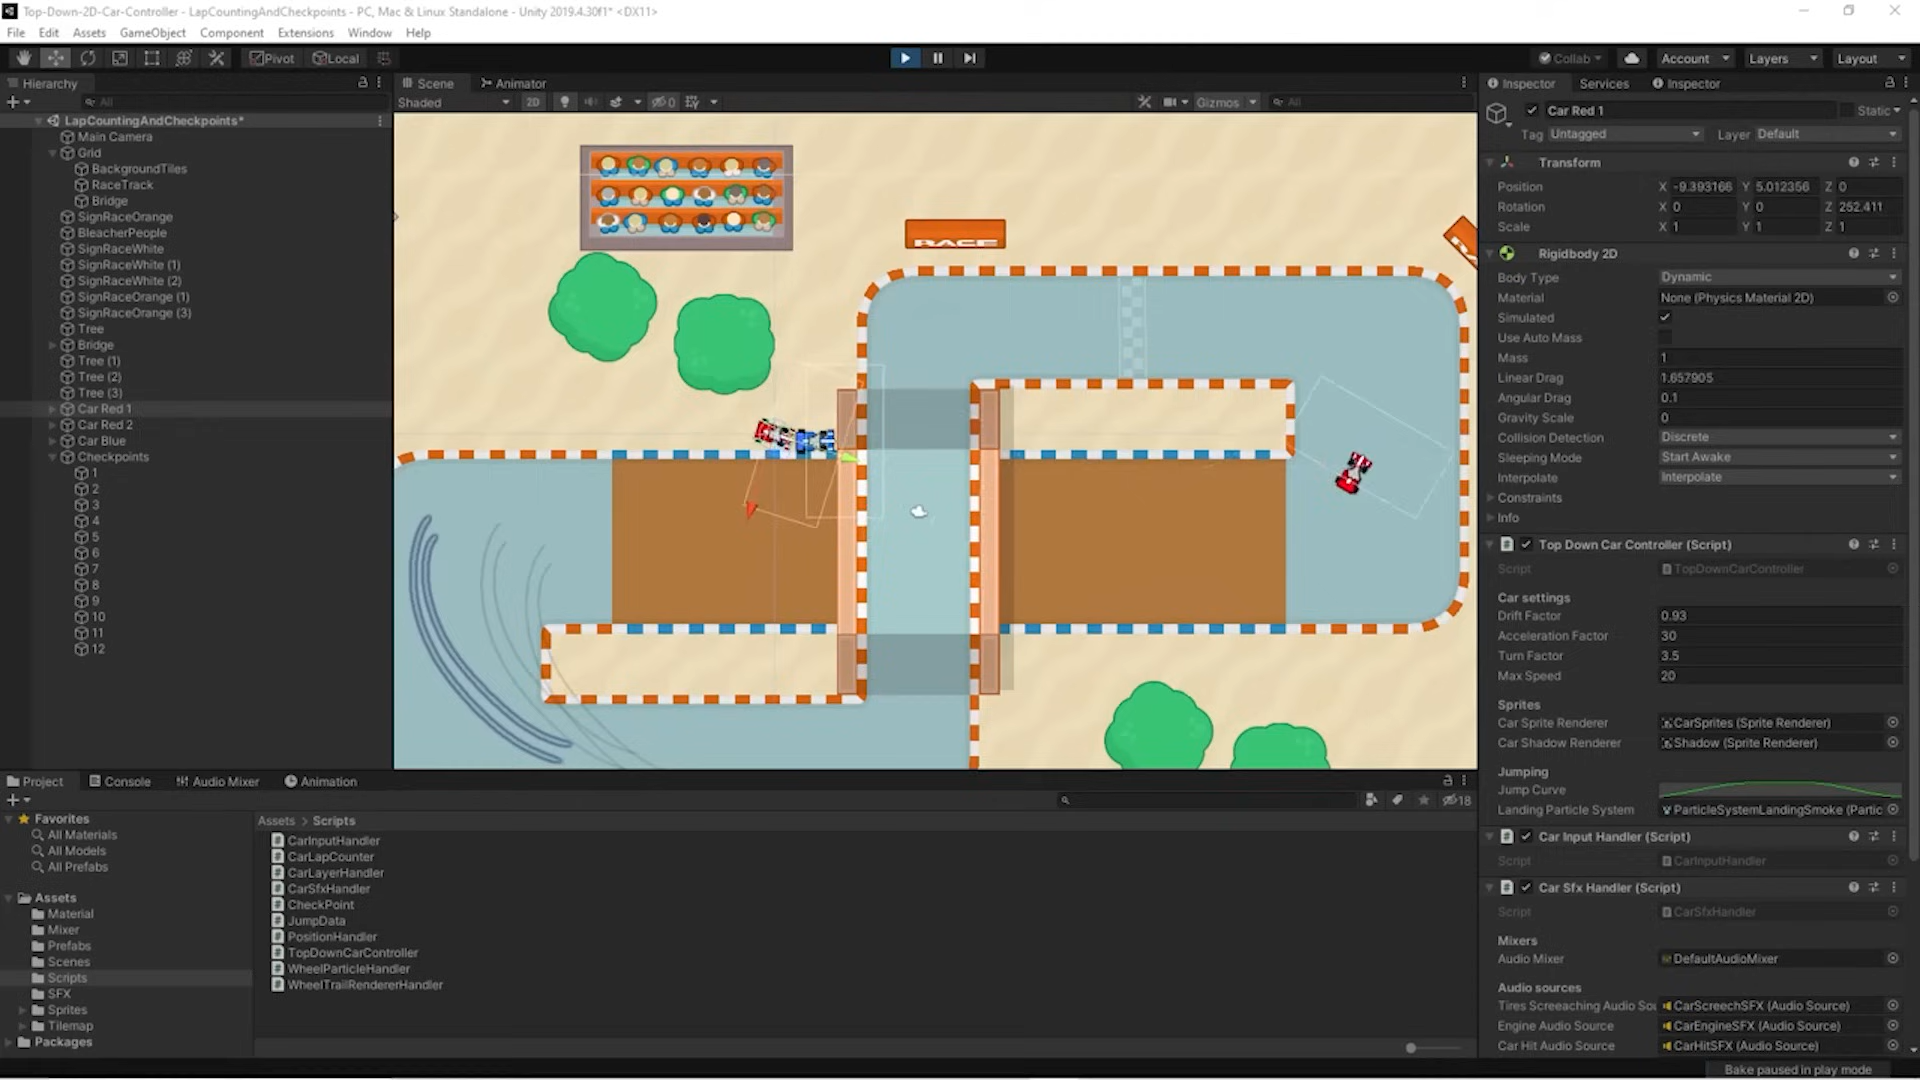 Top-Down-2D-Car-Controller - LapCountingAndCheckpoints - PC, Mac & Linux Standalone - Unity 2019.4.30f1* <DX11>
File Edit Assets GameObject Component Extensions Window Help
Pivot Local Collab Account Layers Layout
Hierarchy
All
LapCountingAndCheckpoints*
Main Camera
Grid
BackgroundTiles
RaceTrack
Bridge
SignRaceOrange
BleacherPeople
SignRaceWhite
SignRaceWhite (1)
SignRaceWhite (2)
SignRaceOrange (1)
SignRaceOrange (3)
Tree
Bridge
Tree (1)
Tree (2)
Tree (3)
Car Red 1
Car Red 2
Car Blue
Checkpoints
1
2
3
4
5
6
7
8
9
10
11
12
Scene Animator
Shaded 2D 0 Gizmos All
RACE
Inspector Services Inspector
Car Red 1 Static
Tag Untagged Layer Default
Transform
Position X -9.393166 Y 5.012356 Z 0
Rotation X 0 Y 0 Z 252.411
Scale X 1 Y 1 Z 1
Rigidbody 2D
Body Type Dynamic
Material None (Physics Material 2D)
Simulated
Use Auto Mass
Mass 1
Linear Drag 1.657905
Angular Drag 0.1
Gravity Scale 0
Collision Detection Discrete
Sleeping Mode Start Awake
Interpolate Interpolate
Constraints
Info
Top Down Car Controller (Script)
Script TopDownCarController
Car settings
Drift Factor 0.93
Acceleration Factor 30
Turn Factor 3.5
Max Speed 20
Sprites
Car Sprite Renderer CarSprites (Sprite Renderer)
Car Shadow Renderer Shadow (Sprite Renderer)
Jumping
Jump Curve
Landing Particle System ParticleSystemLandingSmoke (Partic
Car Input Handler (Script)
Script CarInputHandler
Car Sfx Handler (Script)
Script CarSfxHandler
Mixers
Audio Mixer DefaultAudioMixer
Audio sources
Tires Screeaching Audio Sou CarScreechSFX (Audio Source)
Engine Audio Source CarEngineSFX (Audio Source)
Car Hit Audio Source CarHitSFX (Audio Source)
Project Console Audio Mixer Animation
18
Favorites
All Materials
All Models
All Prefabs
Assets
Material
Mixer
Prefabs
Scenes
Scripts
SFX
Sprites
Tilemap
Packages
Assets > Scripts
CarInputHandler
CarLapCounter
CarLayerHandler
CarSfxHandler
CheckPoint
JumpData
PositionHandler
TopDownCarController
WheelParticleHandler
WheelTrailRendererHandler
Bake paused in play mode